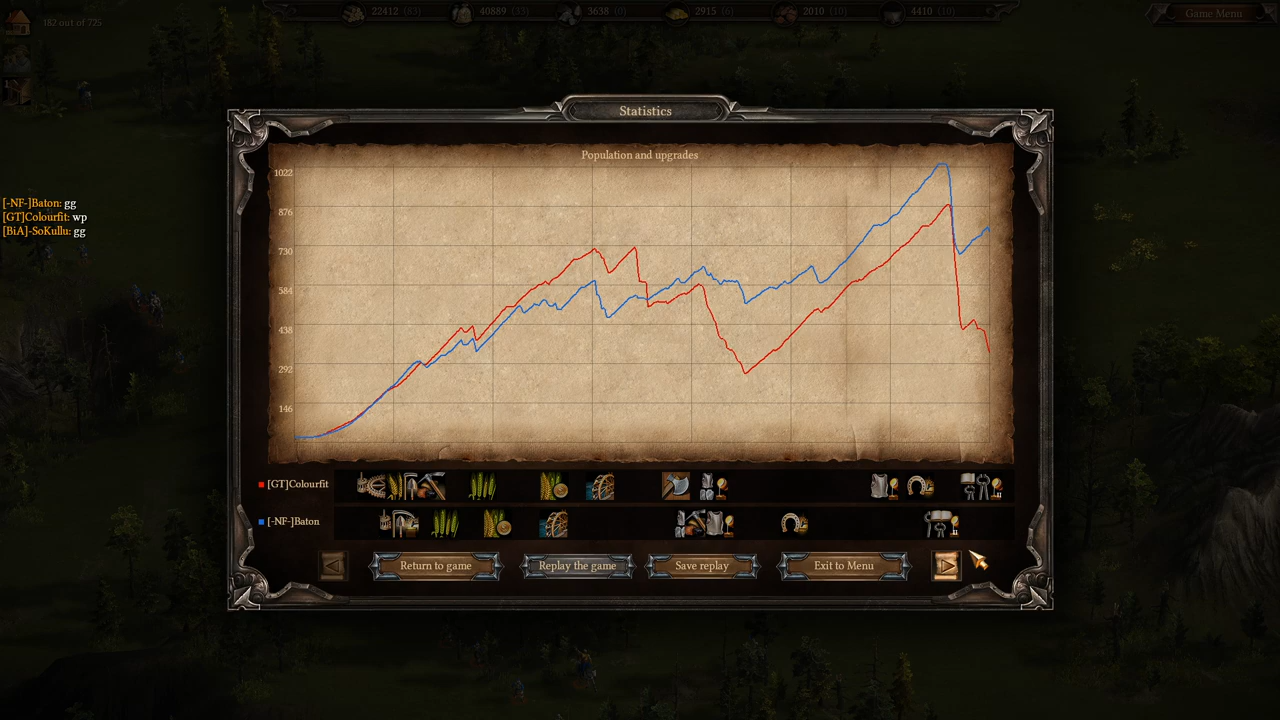 182 out of 725
22412 (83)
40889 (33)
3638 (0)
2915 (6)
2010 (10)
4410 (10)
Game Menu
Statistics
Population and upgrades
1022
876
730
584
438
292
146
[-NF-]Baton: gg
[GT]Colourfit: wp
[BiA]-SoKullu: gg
[GT]Colourfit
[-NF-]Baton
Return to game
Replay the game
Save replay
Exit to Menu